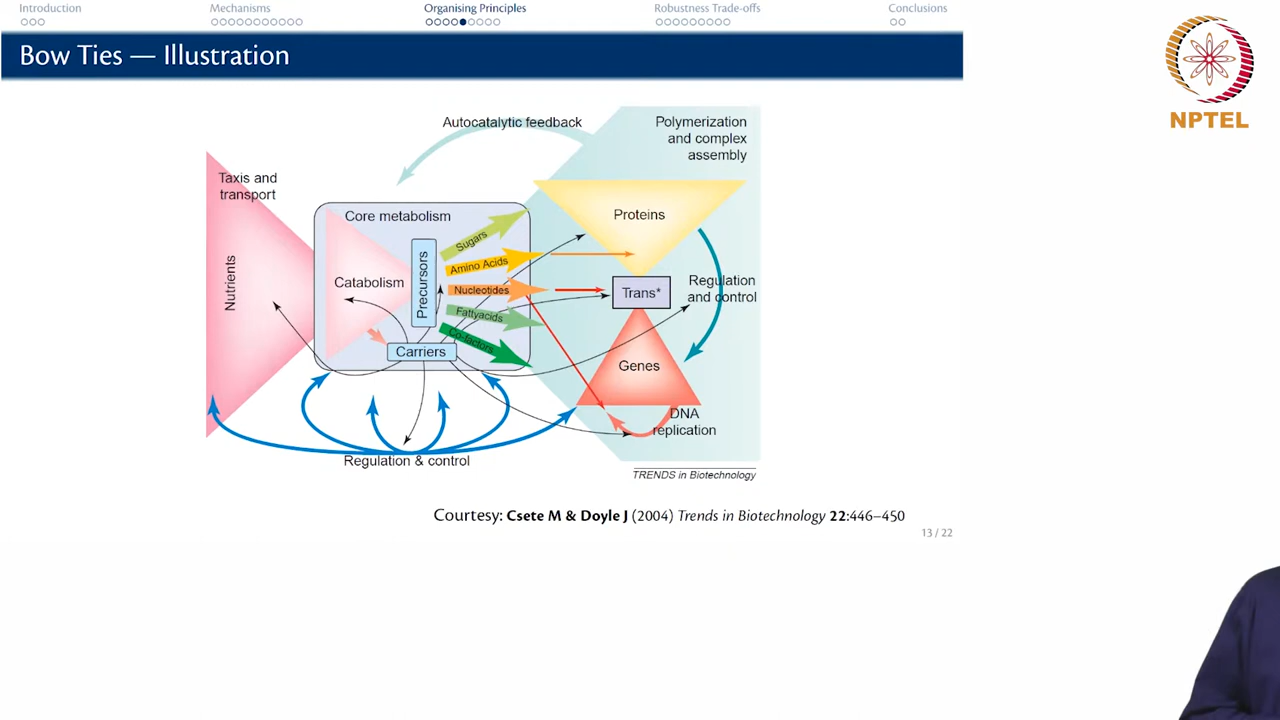 Introduction
Mechanisms
Organising Principles
Robustness Trade-offs
Conclusions
Bow Ties — Illustration
NPTEL
Autocatalytic feedback
Polymerization
and complex
assembly
Taxis and
transport
Nutrients
Core metabolism
Catabolism
Precursors
Carriers
Sugars
Amino Acids
Nucleotides
Fattyacids
Co-factors
Proteins
Trans*
Regulation
and control
Genes
DNA
replication
Regulation & control
TRENDS in Biotechnology
Courtesy: Csete M & Doyle J (2004) Trends in Biotechnology 22:446–450
13 / 22